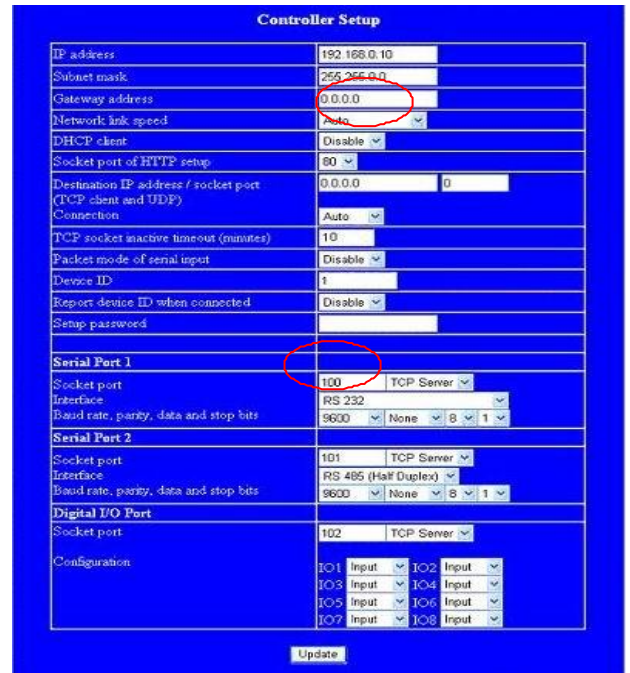 Controller Setup
IP address 192.168.0.10
Subnet mask 255.255.0.0
Gateway address 0.0.0.0
Network link speed Auto
DHCP client Disable
Socket port of HTTP setup 80
Destination IP address / socket port 0.0.0.0 0
(TCP client and UDP)
Connection Auto
TCP socket inactive timeout (minutes) 10
Packet mode of serial input Disable
Device ID 1
Report device ID when connected Disable
Setup password
Serial Port 1
Socket port 100 TCP Server
Interface RS 232
Baud rate, parity, data and stop bits 9600 None 8 1
Serial Port 2
Socket port 101 TCP Server
Interface RS 485 (Half Duplex)
Baud rate, parity, data and stop bits 9600 None 8 1
Digital I/O Port
Socket port 102 TCP Server
Configuration IO1 Input IO2 Input
IO3 Input IO4 Input
IO5 Input IO6 Input
IO7 Input IO8 Input
Update